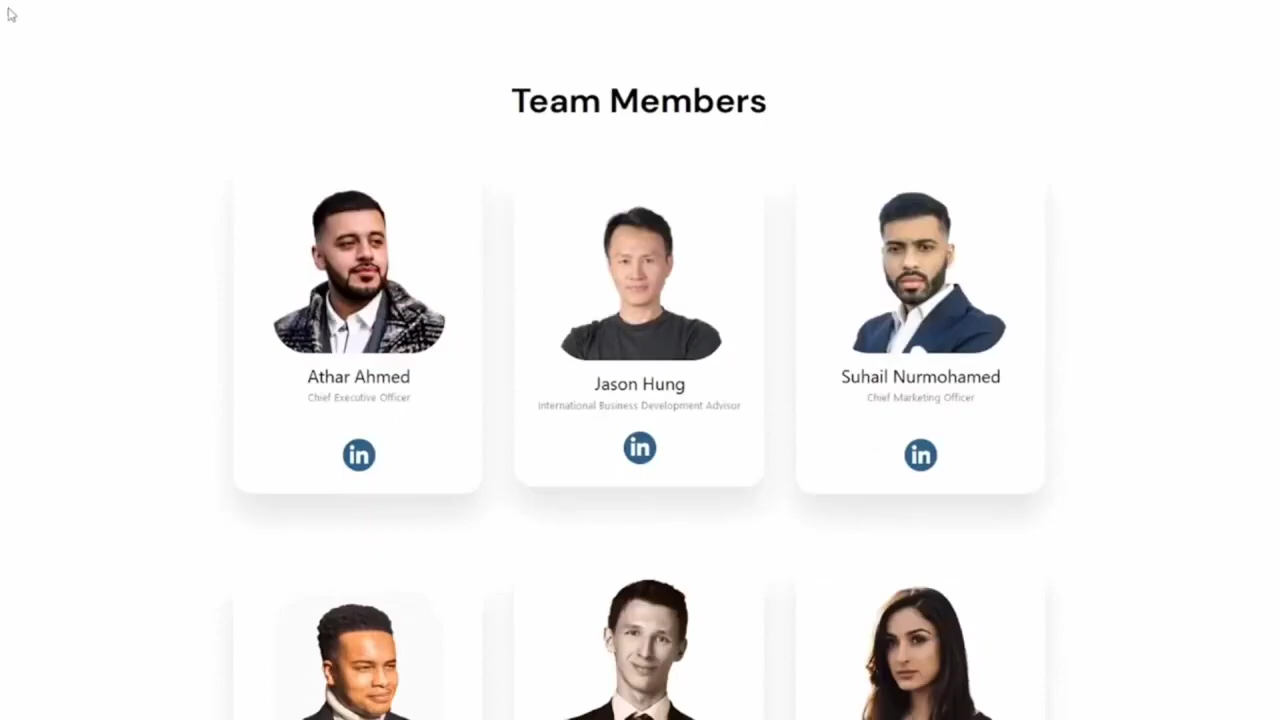 Team Members
Athar Ahmed
Chief Executive Officer
in
Jason Hung
International Business Development Advisor
in
Suhail Nurmohamed
Chief Marketing Officer
in